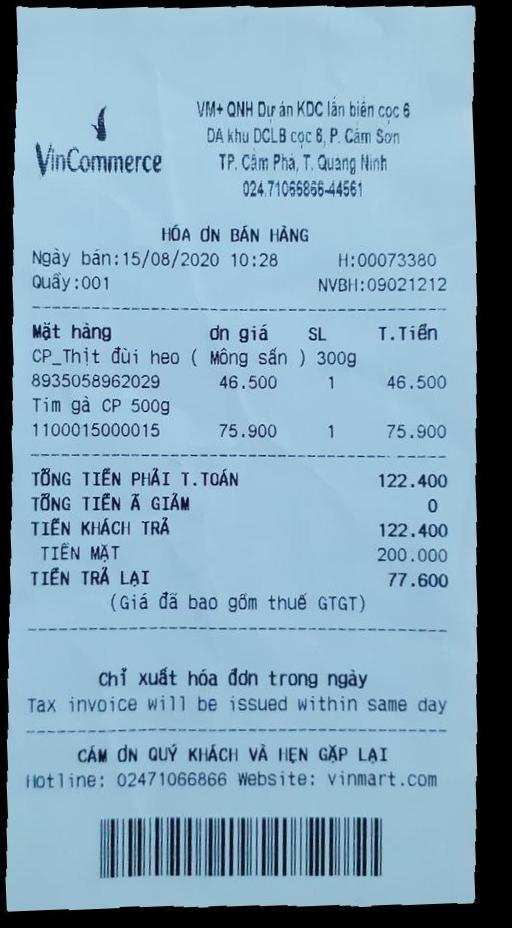 VinCommerce
VM+ QNH Dự án KDC lấn biển cọc 6
DA khu DCLB cọc 6, P. Cẩm Sơn
TP. Cẩm Phả, T. Quảng Ninh
024.71066866-44561
HÓA ƠN BÁN HÀNG
Ngày bán:15/08/2020 10:28 H:00073380
Quầy:001 NVBH:09021212
Mặt hàng ơn giá SL T.Tiền
CP_Thịt đùi heo ( Mông sấn ) 300g
8935058962029 46.500 1 46.500
Tim gà CP 500g
1100015000015 75.900 1 75.900
TỔNG TIỀN PHẢI T.TOÁN 122.400
TỔNG TIỀN Ã GIẢM 0
TIỀN KHÁCH TRẢ 122.400
TIỀN MẶT 200.000
TIỀN TRẢ LẠI 77.600
(Giá đã bao gồm thuế GTGT)
Chỉ xuất hóa đơn trong ngày
Tax invoice will be issued within same day
CẢM ƠN QUÝ KHÁCH VÀ HẸN GẶP LẠI
Hotline: 02471066866 Website: vinmart.com